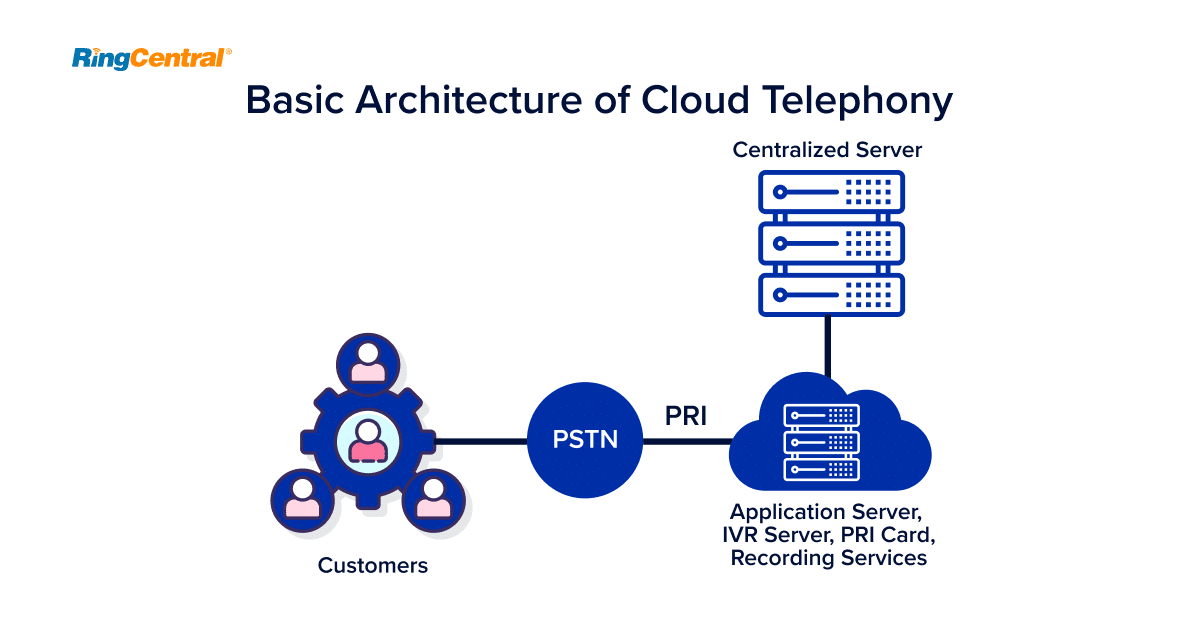 RingCentral®
Basic Architecture of Cloud Telephony
Centralized Server
PRI
PSTN
Application Server,
IVR Server, PRI Card,
Recording Services
Customers